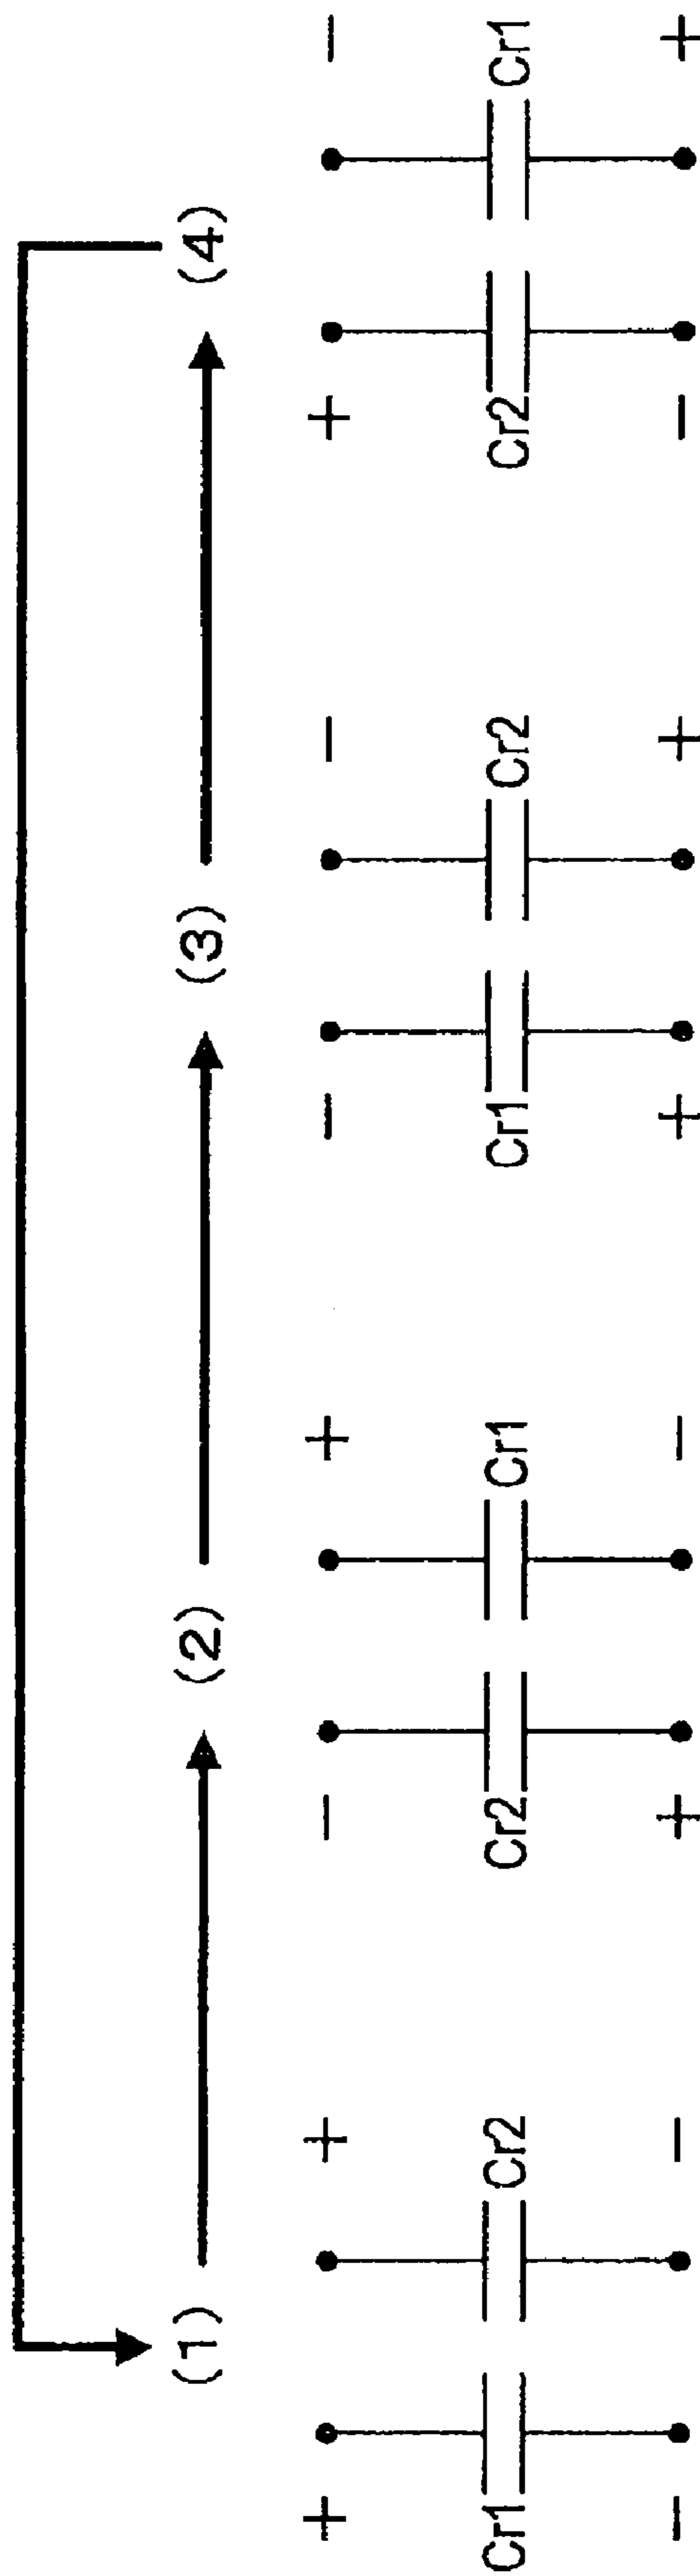 (1) (2) (3) (4)
+ + − + − − + −
Cr1 Cr2 Cr2 Cr1 Cr1 Cr2 Cr2 Cr1
− − + − + + − +